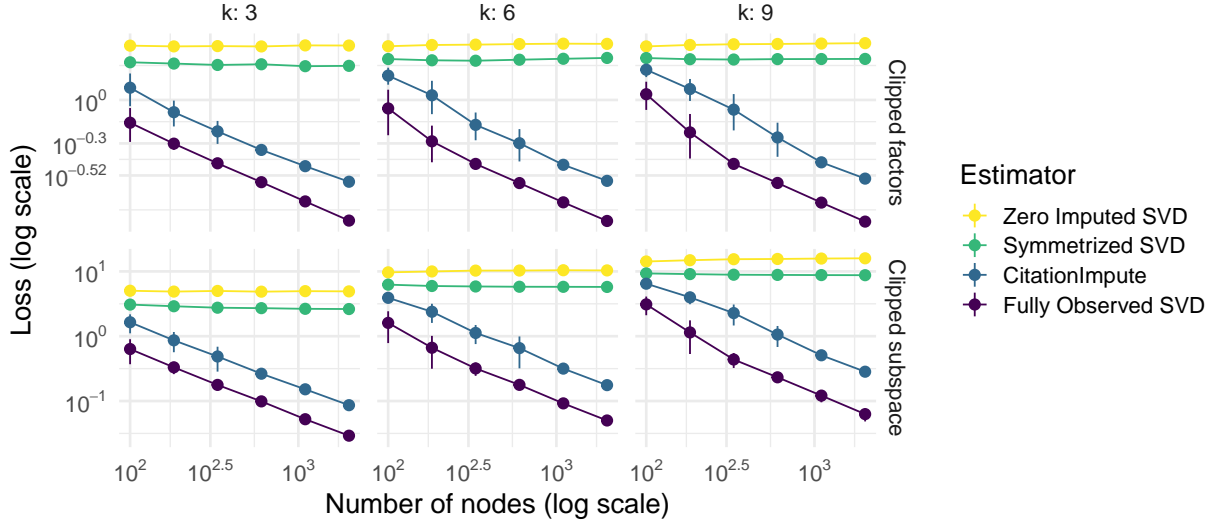 k: 3
k: 6
k: 9
Loss (log scale)
10^0
10^−0.3
10^−0.52
Clipped factors
10^1
10^0
10^−1
Clipped subspace
10^2
10^2.5
10^3
10^2
10^2.5
10^3
10^2
10^2.5
10^3
Number of nodes (log scale)
Estimator
Zero Imputed SVD
Symmetrized SVD
CitationImpute
Fully Observed SVD